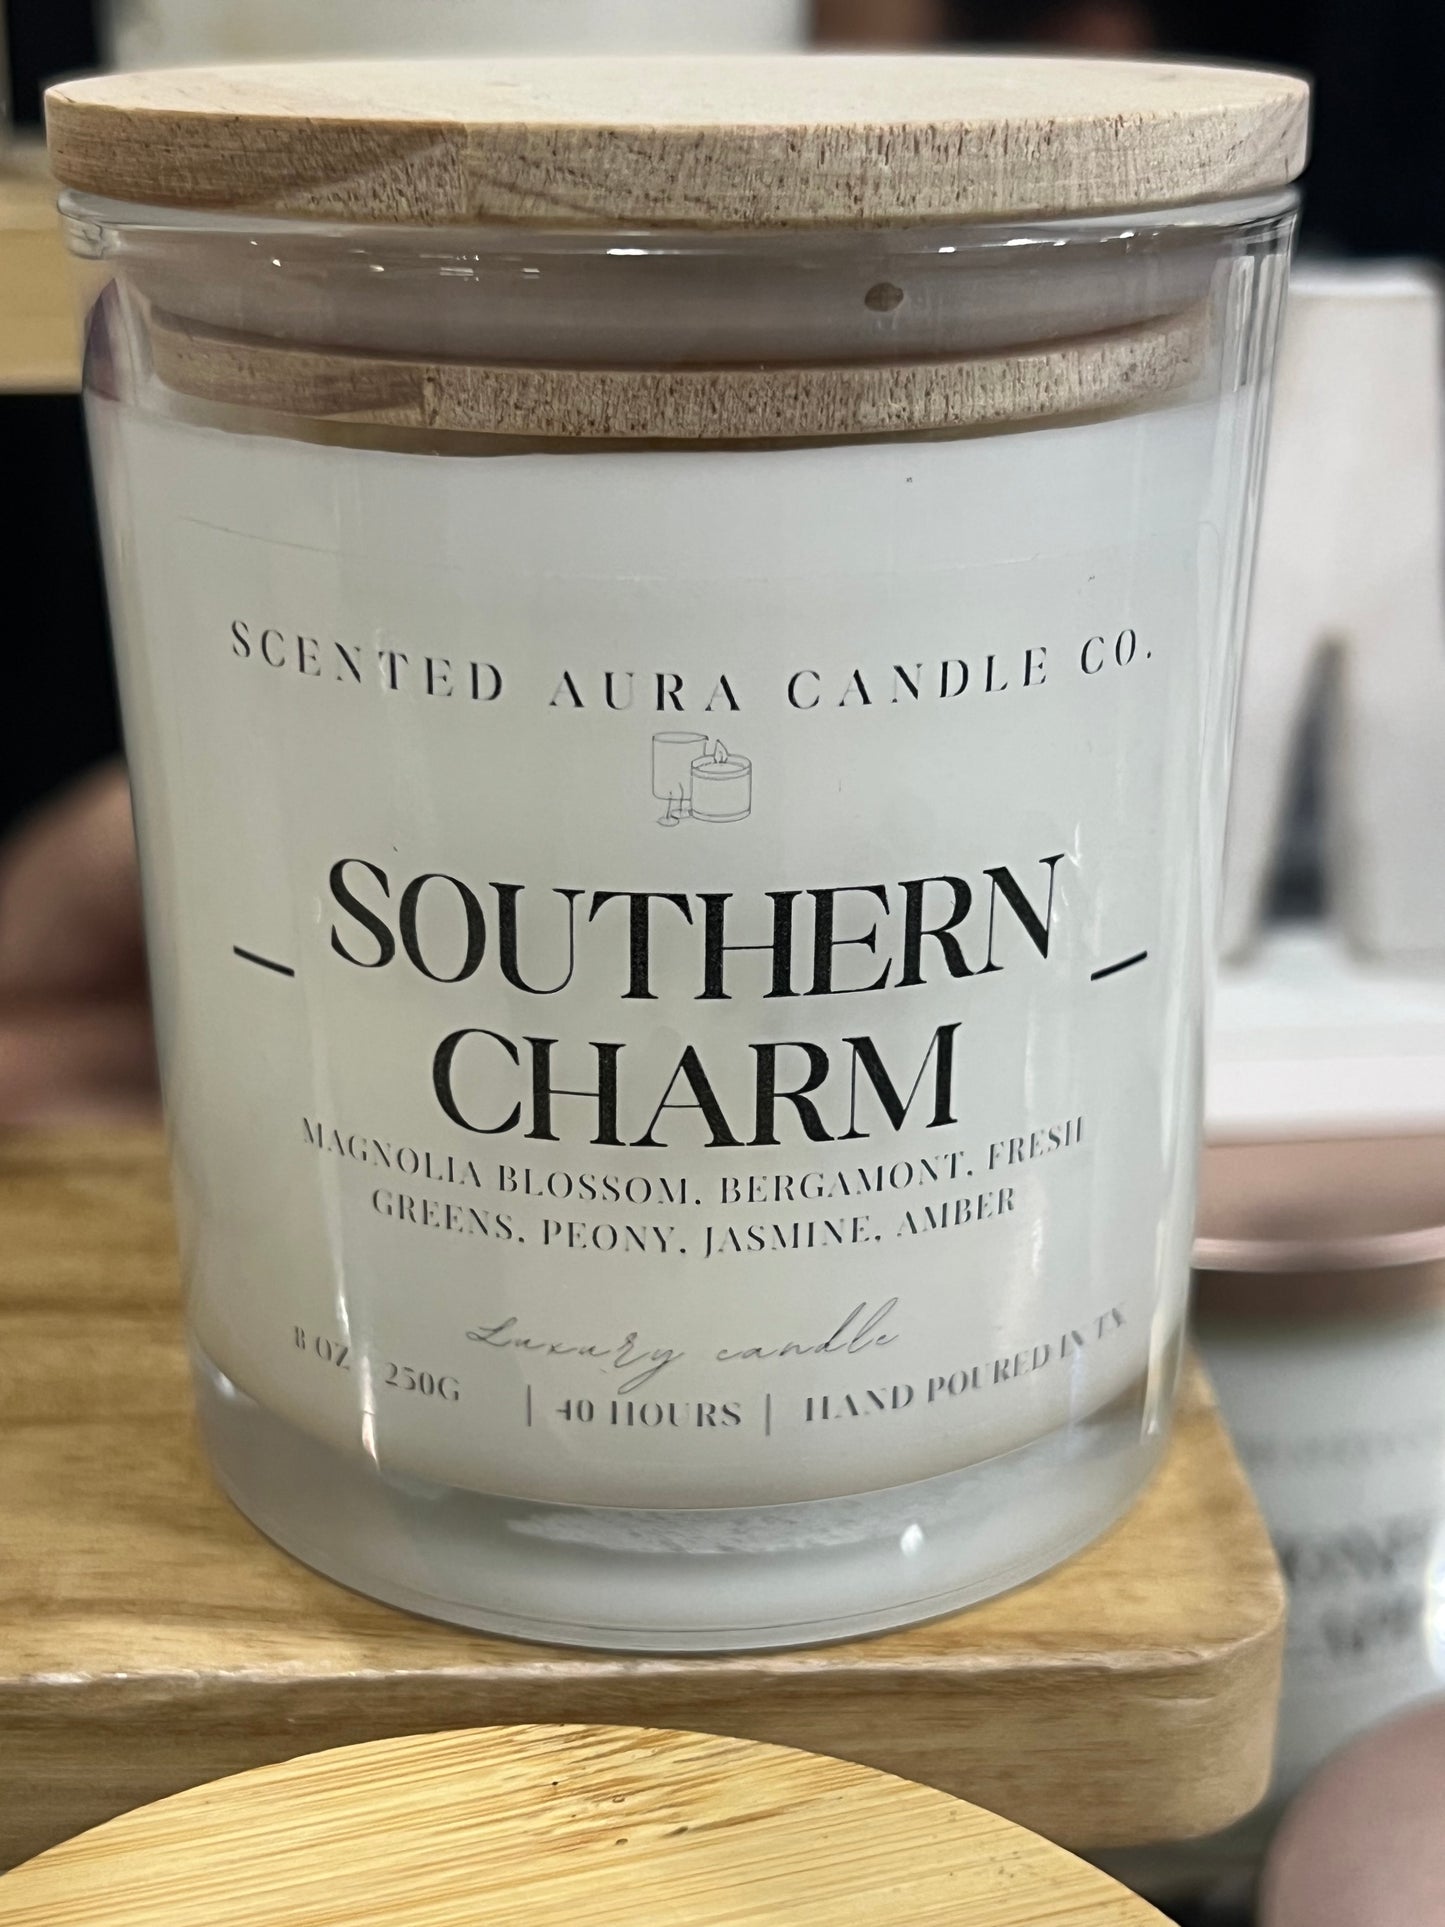 SCENTED AURA CANDLE CO.
SOUTHERN
CHARM
MAGNOLIA BLOSSOM, BERGAMONT, FRESH
GREENS, PEONY, JASMINE, AMBER
Luxury candle
8 OZ 250G | 40 HOURS | HAND POURED IN TX